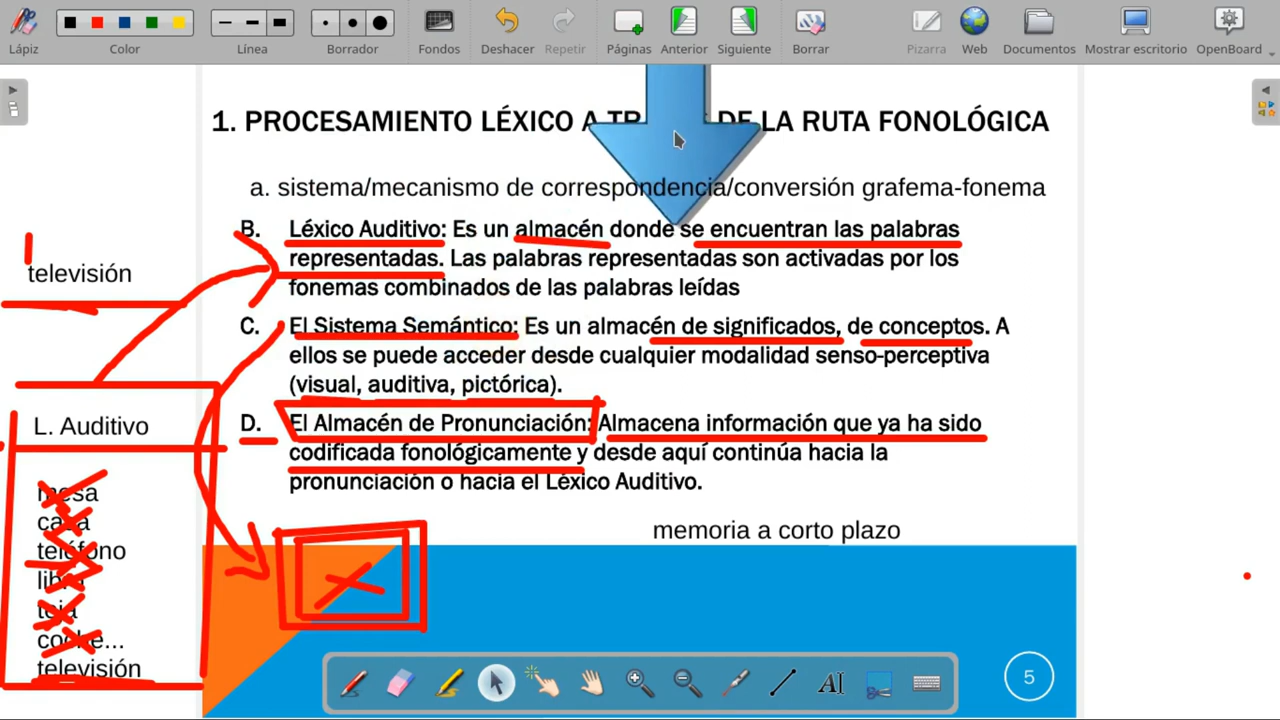 Lápiz
Color
Línea
Borrador
Fondos
Deshacer
Repetir
Páginas
Anterior
Siguiente
Borrar
Pizarra
Web
Documentos
Mostrar escritorio
OpenBoard
1. PROCESAMIENTO LÉXICO A TR DE LA RUTA FONOLÓGICA
a. sistema/mecanismo de correspondencia/conversión grafema-fonema
B. Léxico Auditivo: Es un almacén donde se encuentran las palabras
representadas. Las palabras representadas son activadas por los
fonemas combinados de las palabras leídas
C. El Sistema Semántico: Es un almacén de significados, de conceptos. A
ellos se puede acceder desde cualquier modalidad senso-perceptiva
(visual, auditiva, pictórica).
D. El Almacén de Pronunciación: Almacena información que ya ha sido
codificada fonológicamente y desde aquí continúa hacia la
pronunciación o hacia el Léxico Auditivo.
memoria a corto plazo
5
televisión
L. Auditivo
mesa
teléfono
coche...
televisión
AI